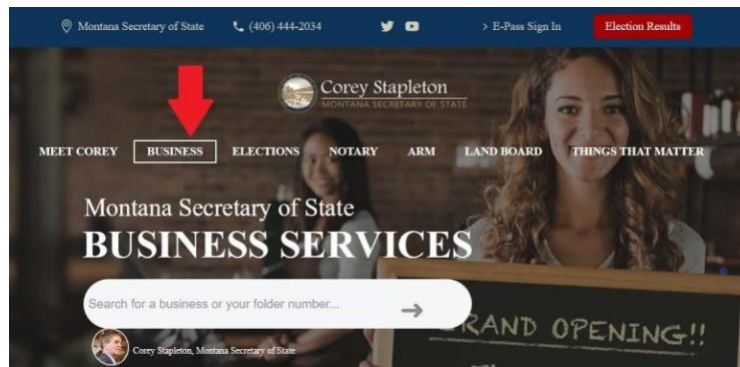 Montana Secretary of State (406) 444-2034 > E-Pass Sign In Election Results
Corey Stapleton
MONTANA SECRETARY OF STATE
MEET COREY BUSINESS ELECTIONS NOTARY ARM LAND BOARD THINGS THAT MATTER
Montana Secretary of State
BUSINESS SERVICES
Search for a business or your folder number...
GRAND OPENING!!
Corey Stapleton, Montana Secretary of State